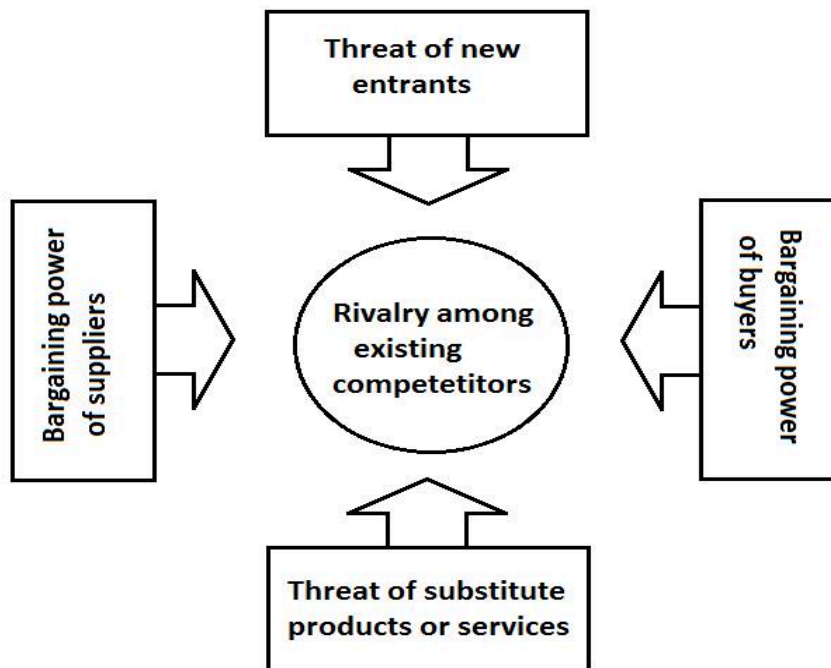 Threat of new
entrants
Bargaining power
of suppliers
Rivalry among
existing
competetitors
Bargaining power
of buyers
Threat of substitute
products or services